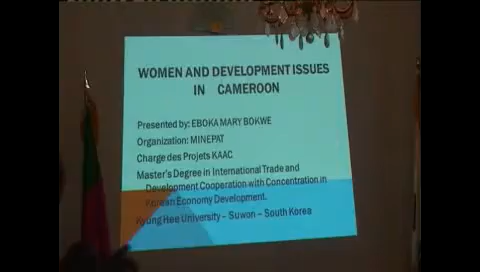 WOMEN AND DEVELOPMENT ISSUES
IN CAMEROON
Presented by: EBOKA MARY BOKWE
Organization: MINEPAT
Charge des Projets KAAC
Master's Degree in International Trade and
Development Cooperation with Concentration in
Korean Economy Development.
Kyung Hee University – Suwon – South Korea